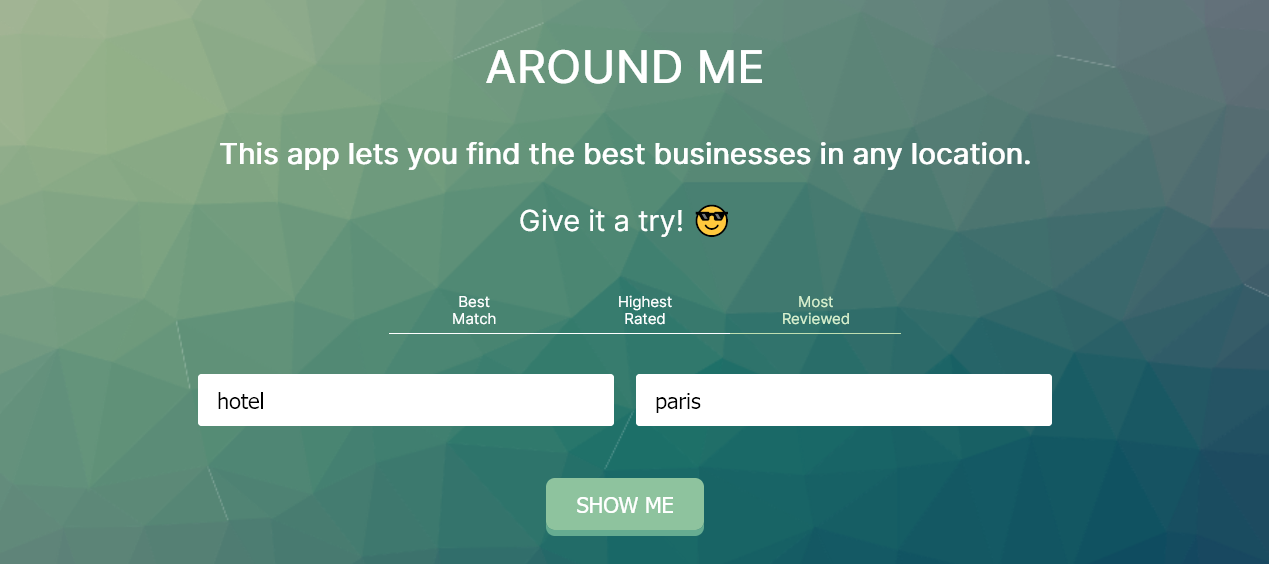 AROUND ME
This app lets you find the best businesses in any location.
Give it a try! 😎
Best
Match
Highest
Rated
Most
Reviewed
hotel
paris
SHOW ME